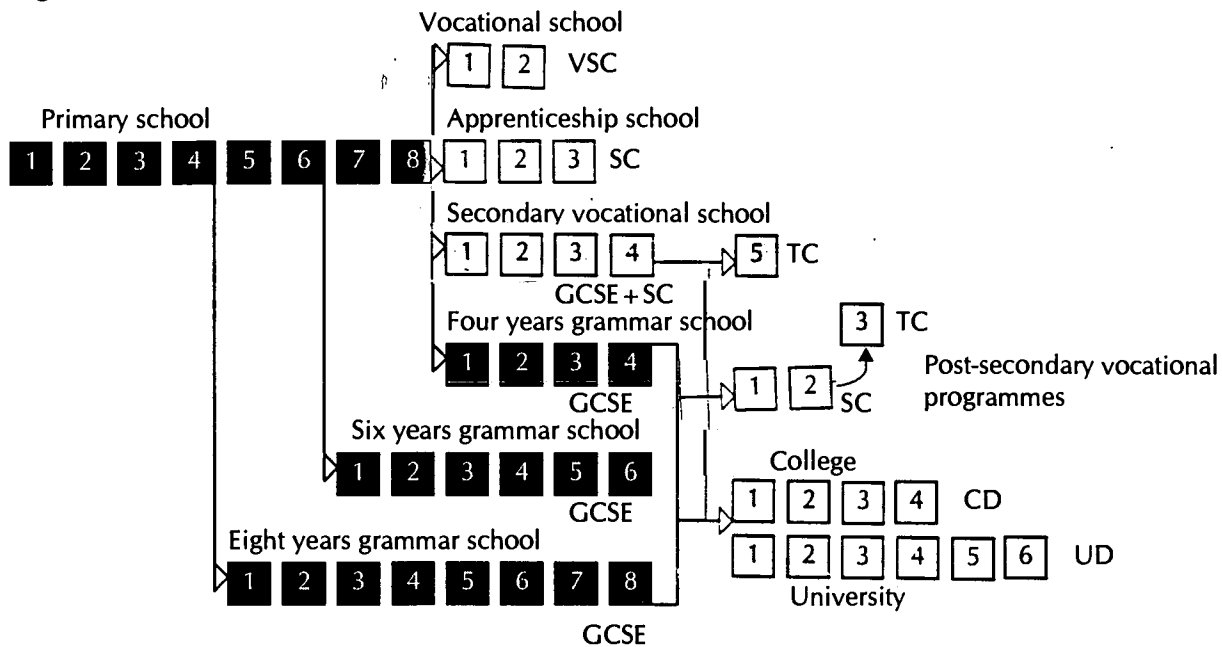 Vocational school
1 2 VSC
Primary school
1 2 3 4 5 6 7 8
Apprenticeship school
1 2 3 SC
Secondary vocational school
1 2 3 4
5 TC
GCSE + SC
Four years grammar school
1 2 3 4
GCSE
3 TC
1 2 SC
Post-secondary vocational
programmes
Six years grammar school
1 2 3 4 5 6
GCSE
College
1 2 3 4 CD
1 2 3 4 5 6 UD
University
Eight years grammar school
1 2 3 4 5 6 7 8
GCSE